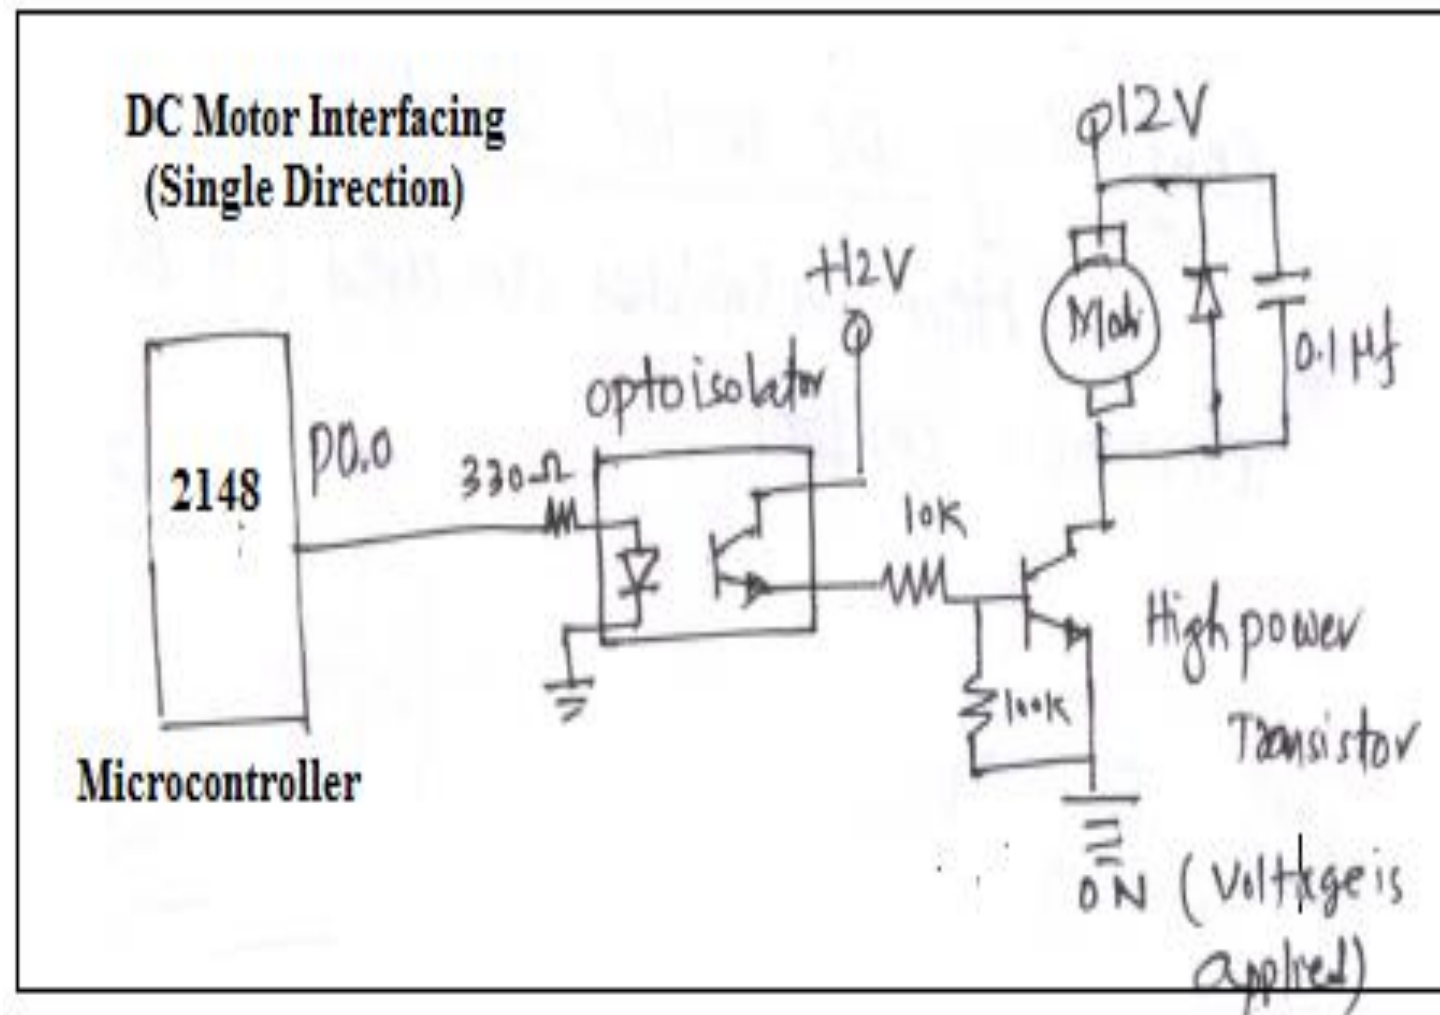 DC Motor Interfacing
(Single Direction)
12V
+12V
optoisolator
Mot
0.1 μf
2148
P0.0
330Ω
10K
100K
High power
Transistor
Microcontroller
ON (Voltage is
applied)